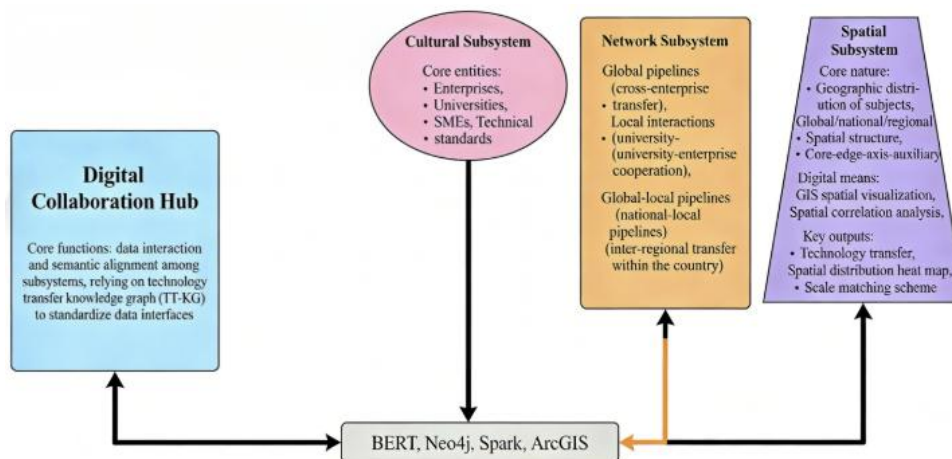 Digital
Collaboration Hub
Core functions: data interaction
and semantic alignment among
subsystems, relying on technology
transfer knowledge graph (TT-KG)
to standardize data interfaces
Cultural Subsystem
Core entities:
• Enterprises,
• Universities,
• SMEs, Technical
• standards
Network Subsystem
Global pipelines
(cross-enterprise
• transfer),
Local interactions
• (university-
(university-enterprise
cooperation),
Global-local pipelines
(national-local
pipelines)
(inter-regional transfer
within the country)
Spatial
Subsystem
Core nature:
• Geographic distri-
ution of subjects,
Global/national/regional
• Spatial structure,
• Core-edge-axis-auxiliary
Digital means:
GIS spatial visualization,
Spatial correlation analysis,
Key outputs:
• Technology transfer,
Spatial distribution heat map,
• Scale matching scheme
BERT, Neo4j, Spark, ArcGIS